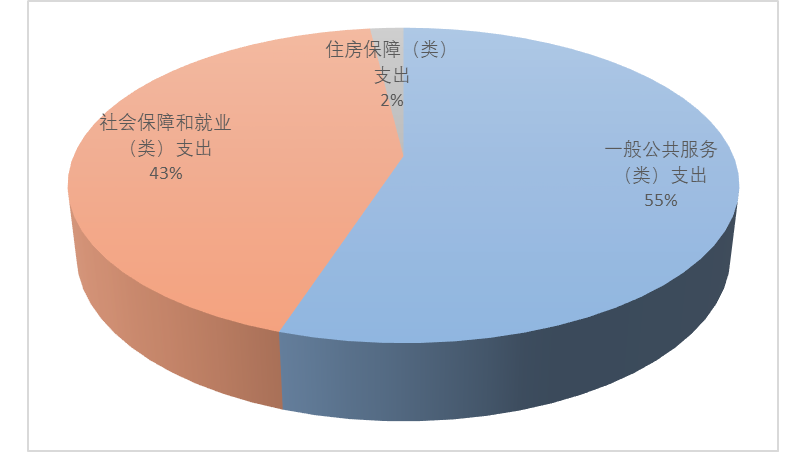 住房保障（类）
支出
2%
社会保障和就业
（类）支出
43%
一般公共服务
（类）支出
55%